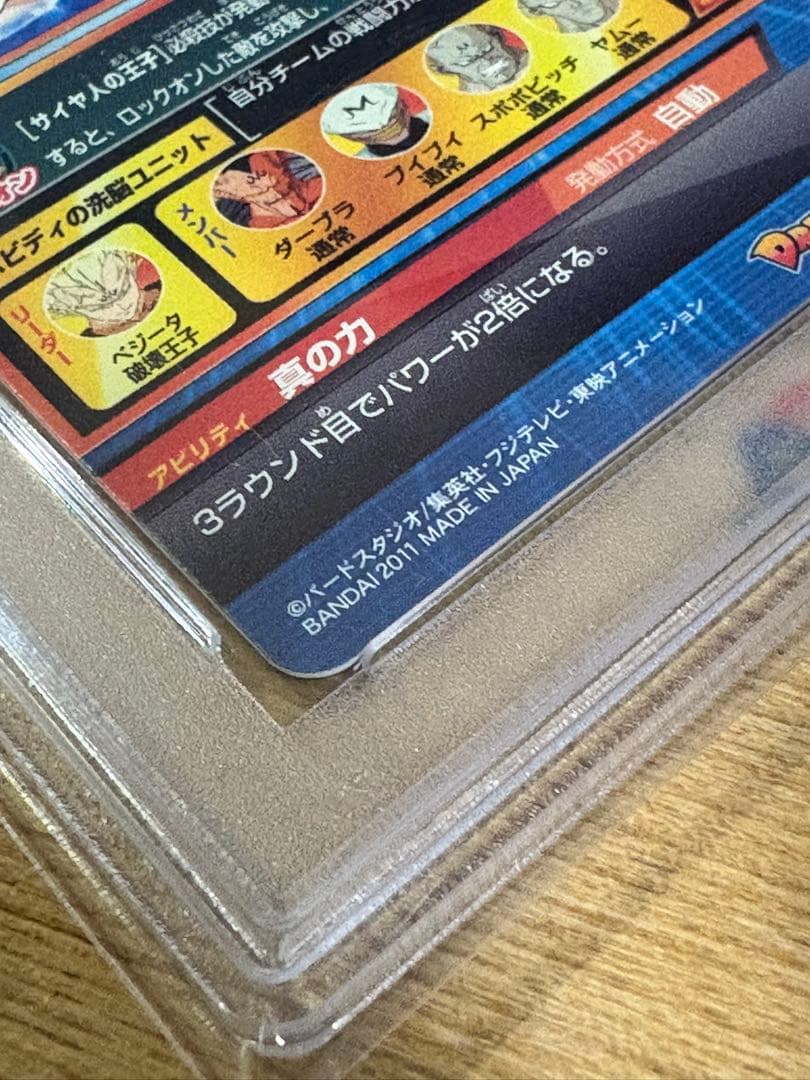 [サイヤ人の王子]必殺技が発動
すると、ロックオンした敵を攻撃し、
自分チームの戦闘力
ビディの洗脳ユニット
リーダー
ベジータ
破壊王子
メンバー
ダーブラ
通常
プイプイ
通常
スポポビッチ
通常
ヤムー
通常
アビリティ
真の力
発動方式 自動
3ラウンド目でパワーが2倍になる。
©バードスタジオ/集英社・フジテレビ・東映アニメーション
BANDAI 2011 MADE IN JAPAN